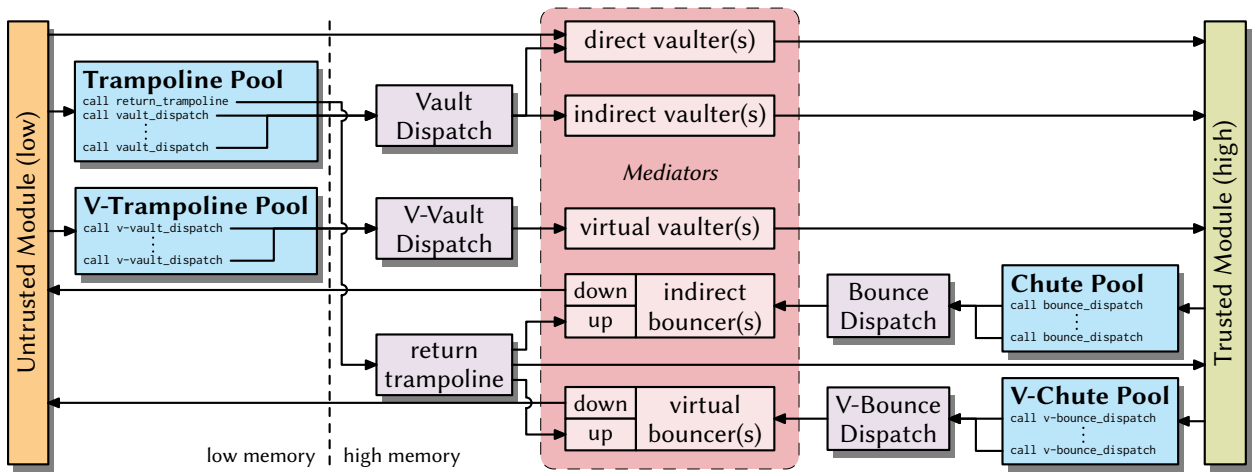 Untrusted Module (low)
Trampoline Pool
call return_trampoline
call vault_dispatch
call vault_dispatch
V-Trampoline Pool
call v-vault_dispatch
call v-vault_dispatch
low memory
high memory
Vault
Dispatch
V-Vault
Dispatch
return
trampoline
direct vaulter(s)
indirect vaulter(s)
Mediators
virtual vaulter(s)
down
up
indirect
bouncer(s)
down
up
virtual
bouncer(s)
Bounce
Dispatch
V-Bounce
Dispatch
Chute Pool
call bounce_dispatch
call bounce_dispatch
V-Chute Pool
call v-bounce_dispatch
call v-bounce_dispatch
Trusted Module (high)